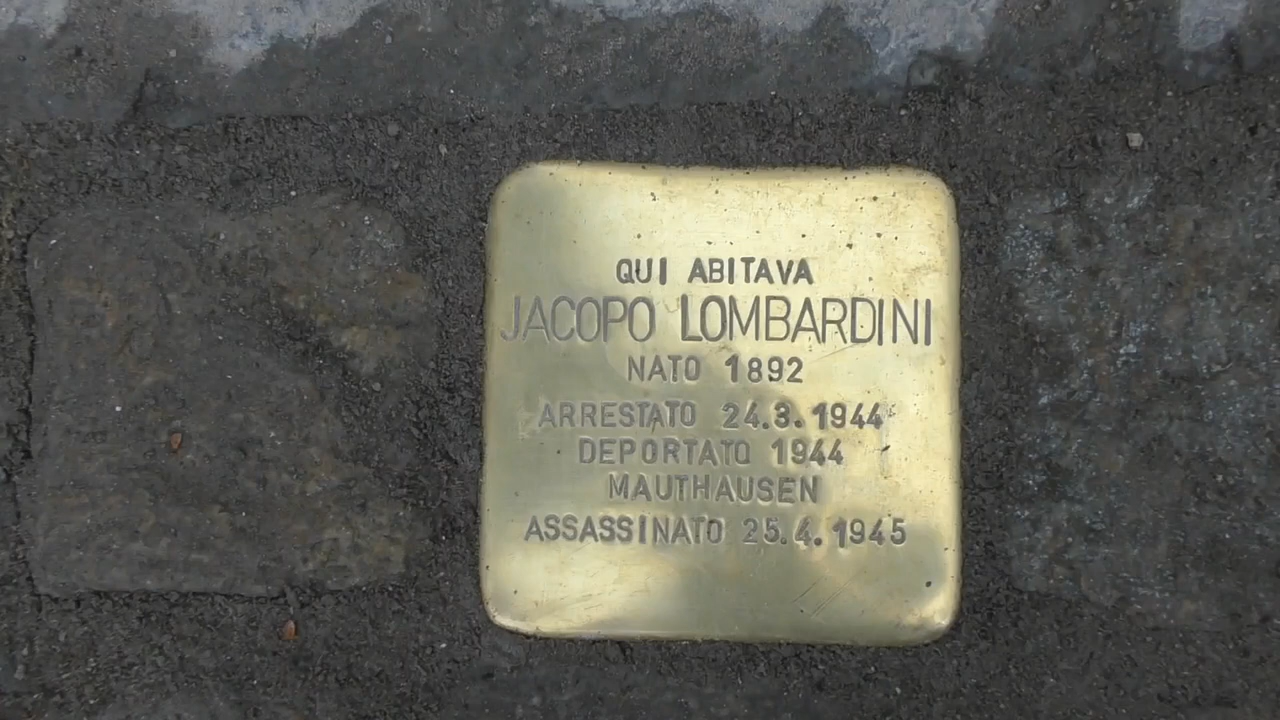 QUI ABITAVA
JACOPO LOMBARDINI
NATO 1892
ARRESTATO 24.3.1944
DEPORTATO 1944
MAUTHAUSEN
ASSASSINATO 25.4.1945